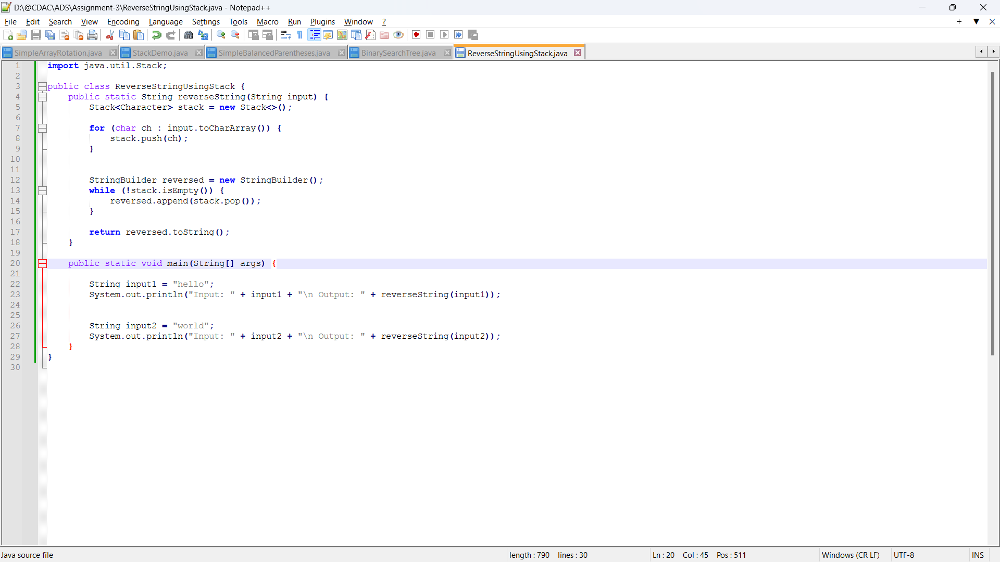 D:\@CDAC\ADS\Assignment-3\ReverseStringUsingStack.java - Notepad++
File Edit Search View Encoding Language Settings Tools Macro Run Plugins Window ?
SimpleArrayRotation.java StackDemo.java SimpleBalancedParentheses.java BinarySearchTree.java ReverseStringUsingStack.java
1 import java.util.Stack;
2
3 public class ReverseStringUsingStack {
4     public static String reverseString(String input) {
5         Stack<Character> stack = new Stack<>();
6
7         for (char ch : input.toCharArray()) {
8             stack.push(ch);
9         }
10
11
12         StringBuilder reversed = new StringBuilder();
13         while (!stack.isEmpty()) {
14             reversed.append(stack.pop());
15         }
16
17         return reversed.toString();
18     }
19
20     public static void main(String[] args) {
21
22         String input1 = "hello";
23         System.out.println("Input: " + input1 + "\n Output: " + reverseString(input1));
24
25
26         String input2 = "world";
27         System.out.println("Input: " + input2 + "\n Output: " + reverseString(input2));
28     }
29 }
30
Java source file length : 790 lines : 30 Ln : 20 Col : 45 Pos : 511 Windows (CR LF) UTF-8 INS